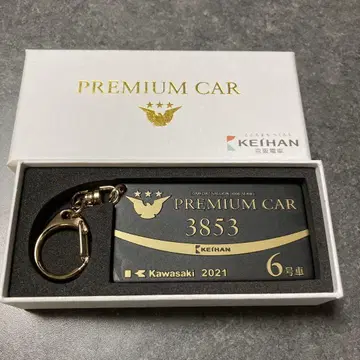 PREMIUM CAR
KEIHAN
京阪電車
PREMIUM CAR
3853
KEIHAN
Kawasaki 2021
6号車